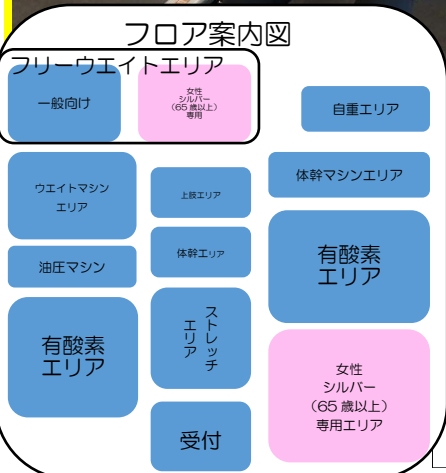 フロア案内図
フリーウエイトエリア
一般向け
女性
シルバー
(65歳以上)
専用
自重エリア
ウエイトマシン
エリア
上肢エリア
体幹マシンエリア
油圧マシン
体幹エリア
有酸素
エリア
有酸素
エリア
ストレッチ
エリア
女性
シルバー
(65歳以上)
専用エリア
受付